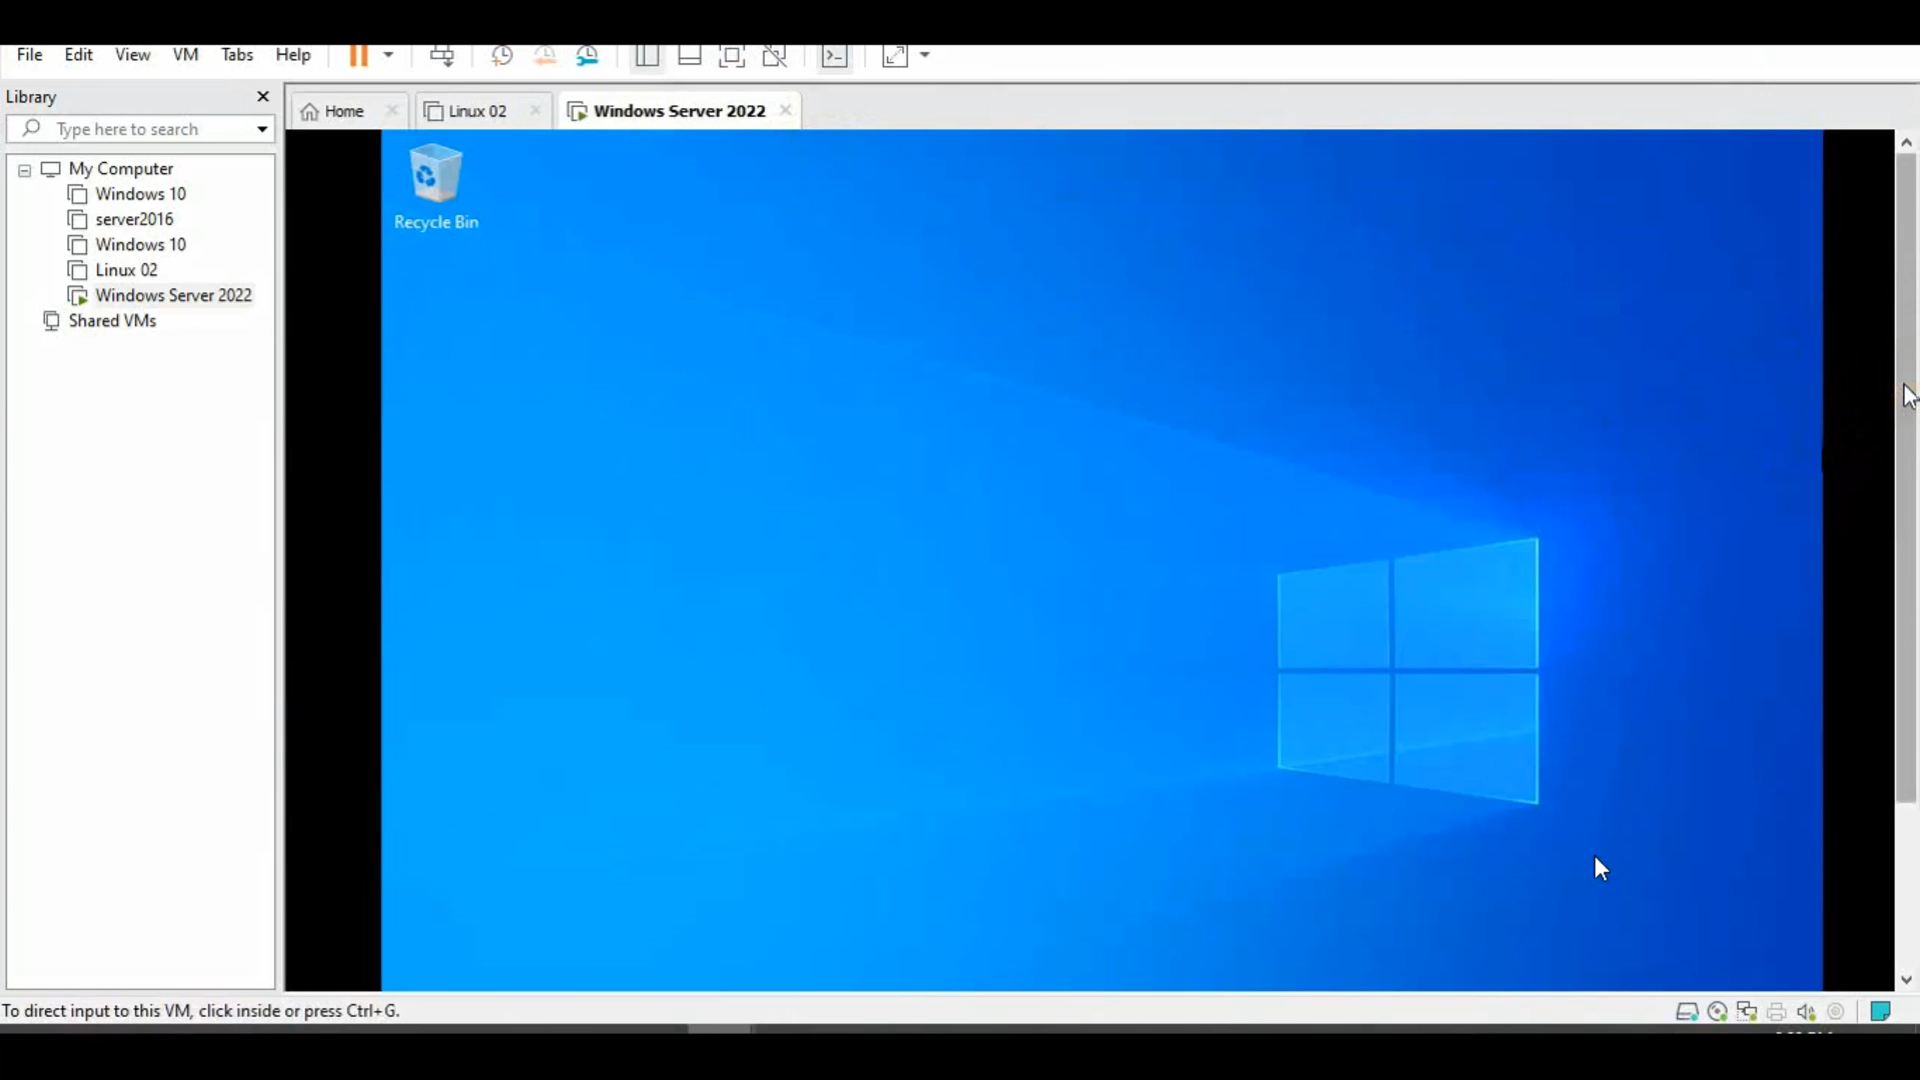 File Edit View VM Tabs Help
Library
Type here to search
Home
Linux 02
Windows Server 2022
My Computer
Windows 10
server2016
Windows 10
Linux 02
Windows Server 2022
Shared VMs
Recycle Bin
To direct input to this VM, click inside or press Ctrl+G.